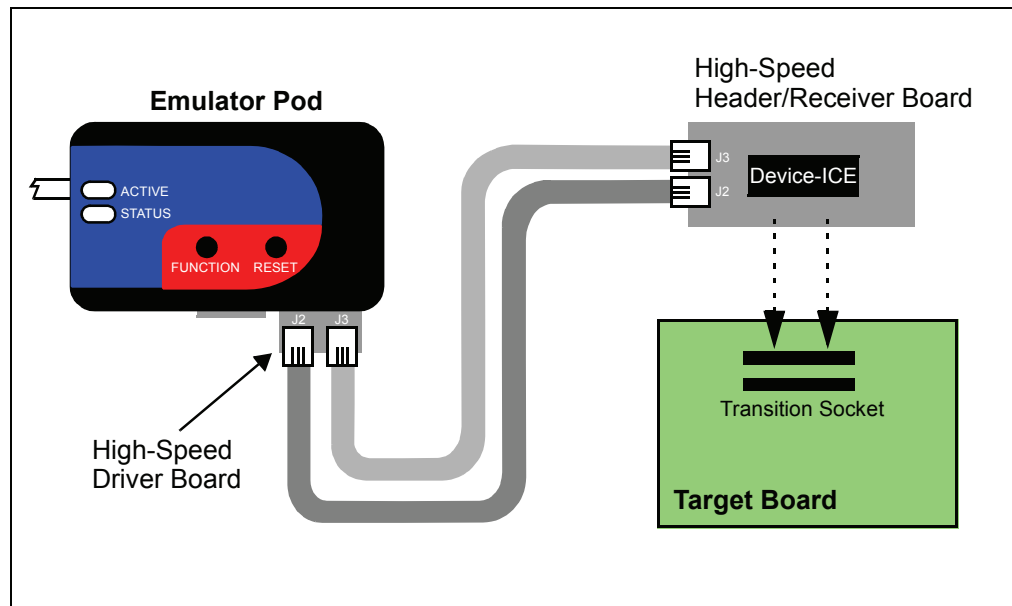 High-Speed
Header/Receiver Board
Emulator Pod
J3
J2
Device-ICE
ACTIVE
STATUS
FUNCTION RESET
J2 J3
Transition Socket
High-Speed
Driver Board
Target Board